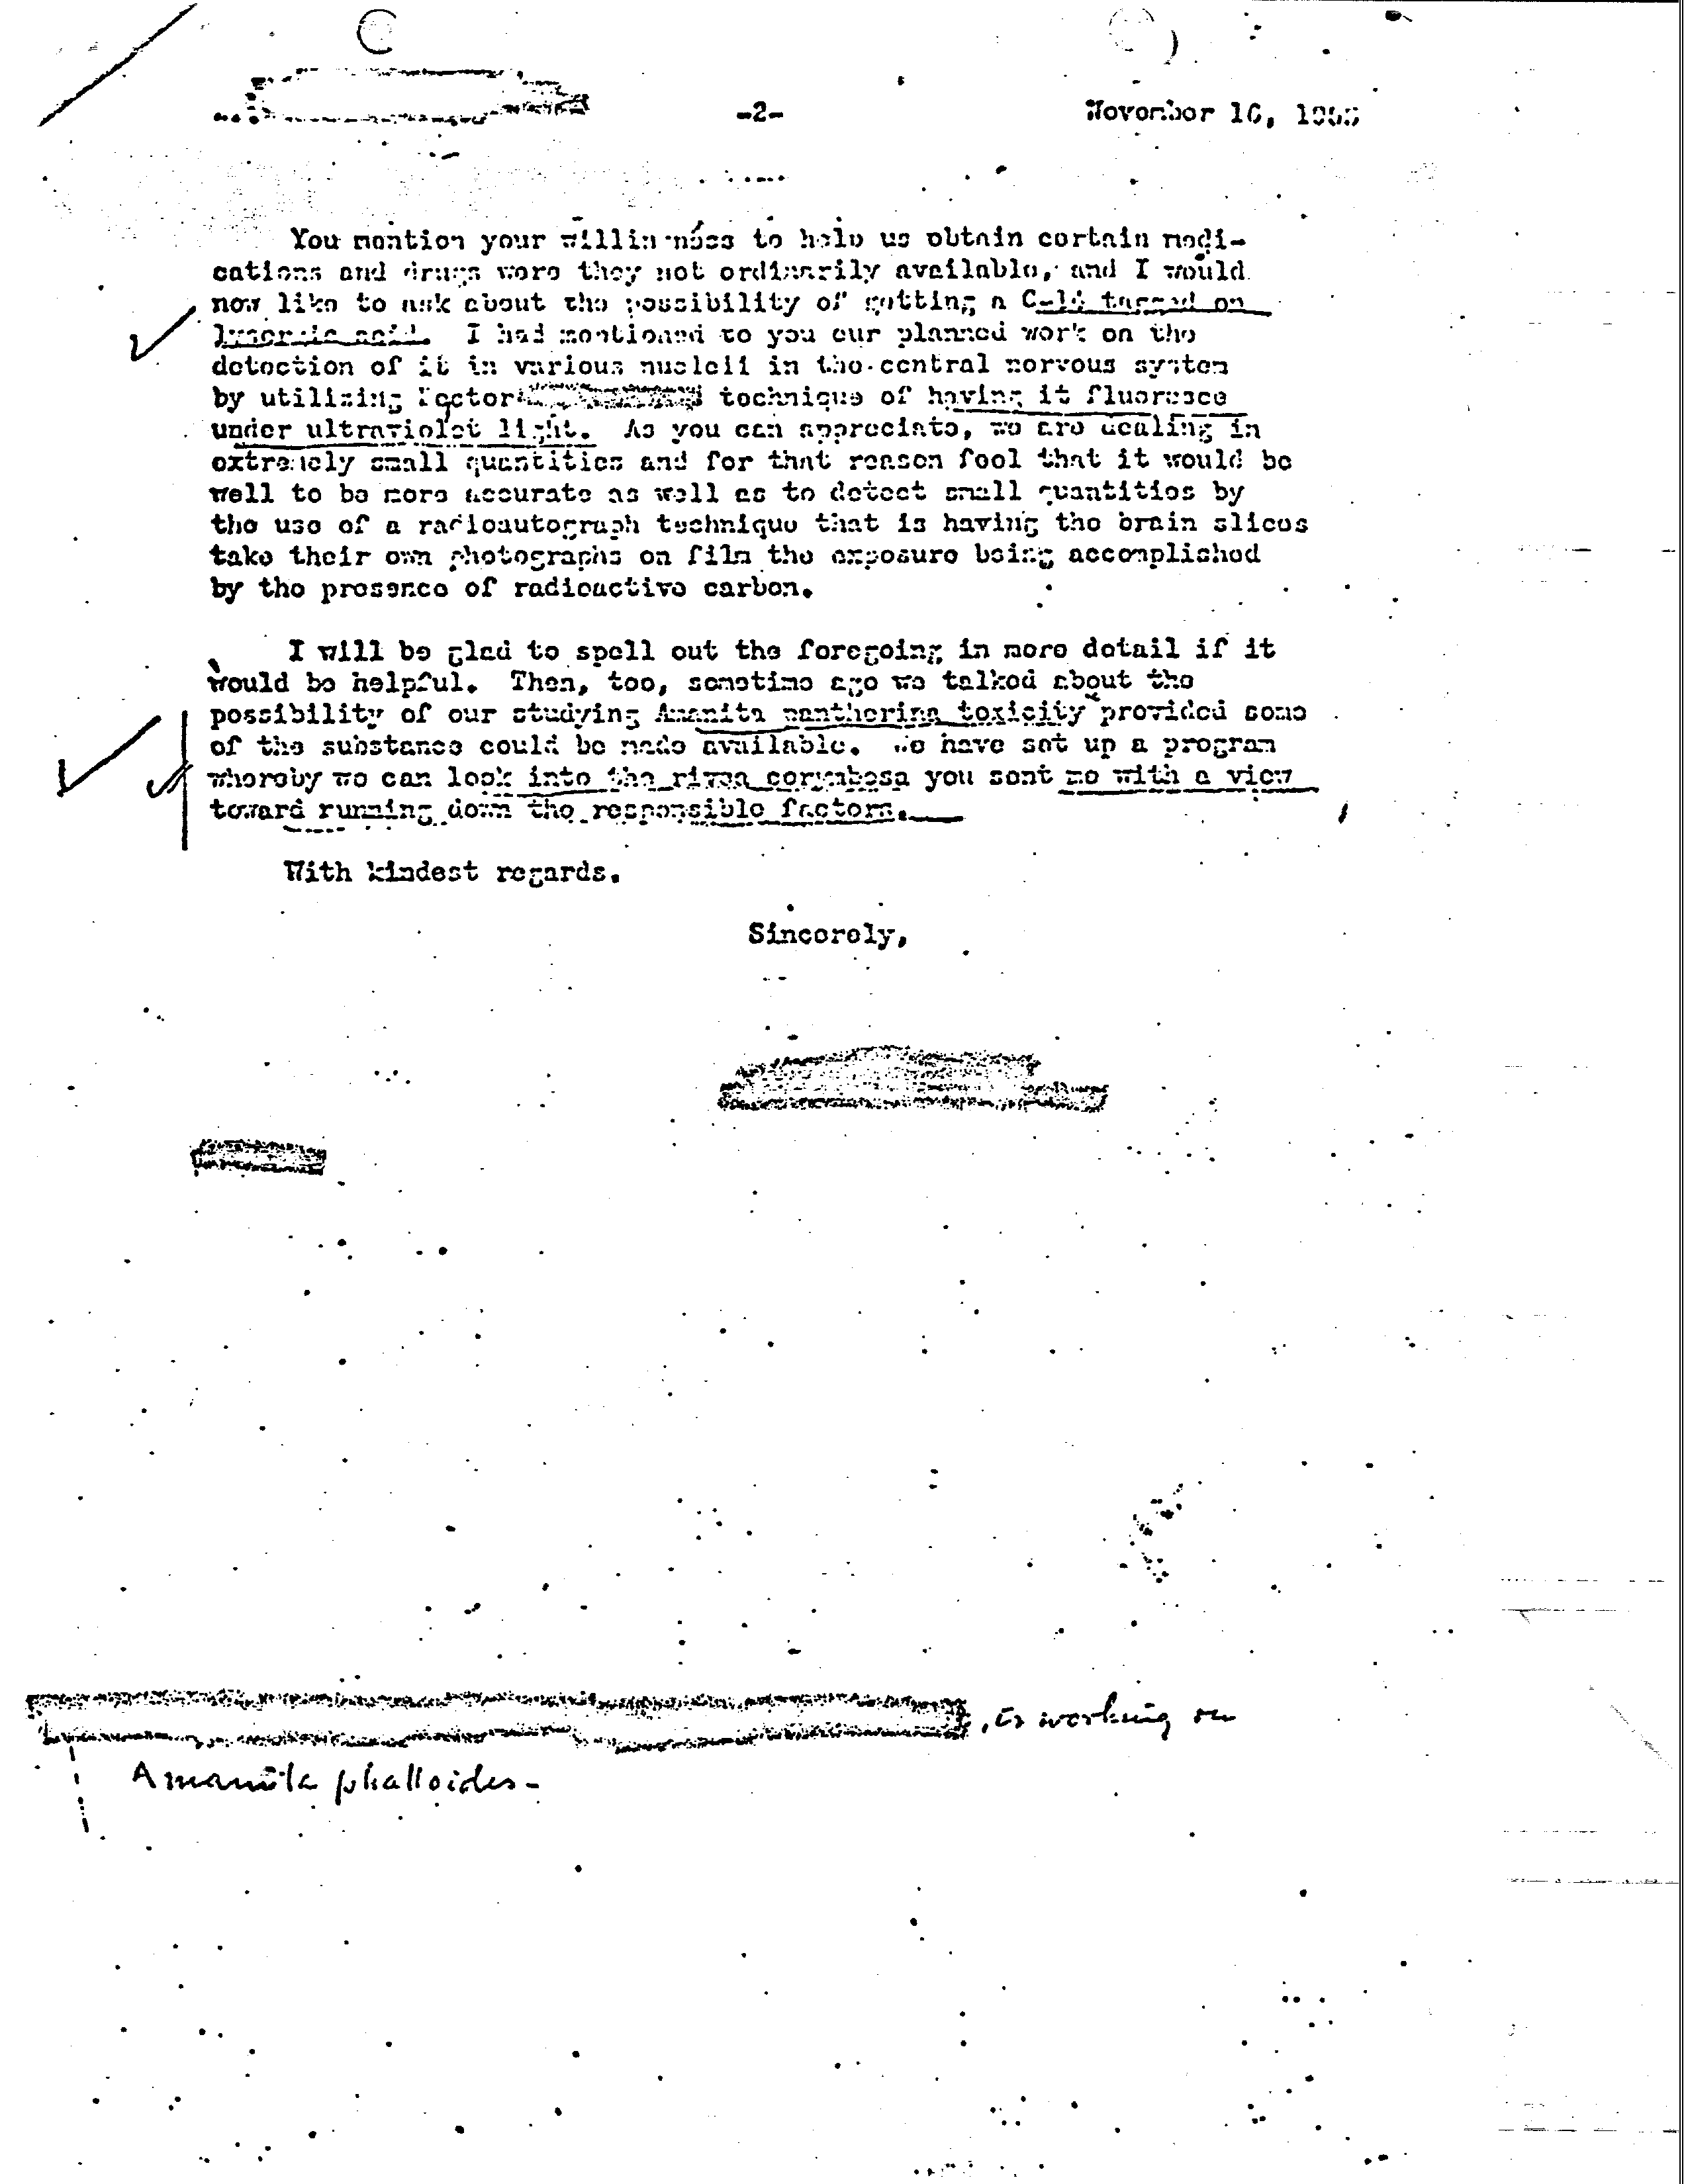 -2-
November 16, 195
You mention your willingness to help us obtain certain medi-
cations and drugs were they not ordinarily available, and I would
now like to ask about the possibility of getting a C-14 tagged on
lysergic acid. I had mentioned to you our planned work on the
detection of it in various nucleii in the central nervous system
by utilizing Doctor technique of having it fluoresce
under ultraviolet light. As you can appreciate, we are dealing in
extremely small quantities and for that reason feel that it would be
well to be more accurate as well as to detect small quantities by
the use of a radioautograph technique that is having the brain slices
take their own photographs on film the exposure being accomplished
by the presence of radioactive carbon.
I will be glad to spell out the foregoing in more detail if it
would be helpful. Then, too, sometime ago we talked about the
possibility of our studying Amanita pantherina toxicity provided some
of the substance could be made available. We have set up a program
whereby we can look into the rivea corymbosa you sent me with a view
toward running down the responsible factors.
With kindest regards.
Sincerely,
, is working on
Amanita phalloides-